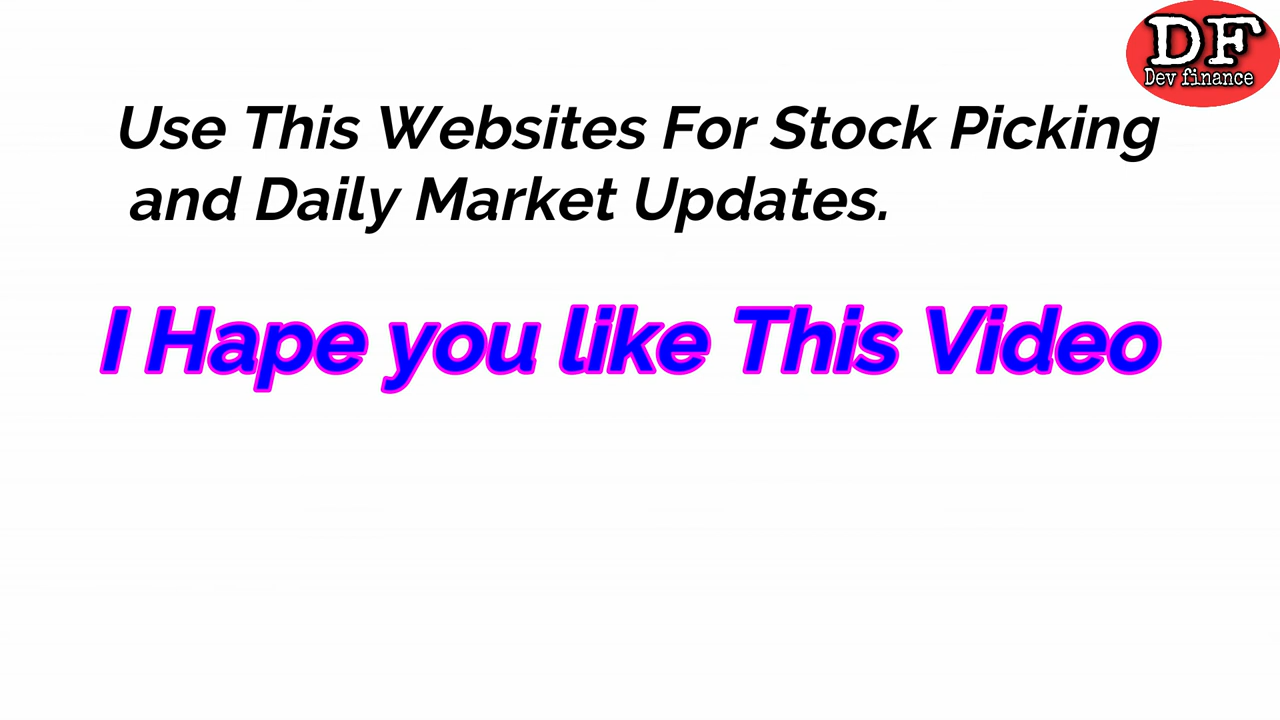 DF
Dev finance
Use This Websites For Stock Picking
and Daily Market Updates.
I Hape you like This Video